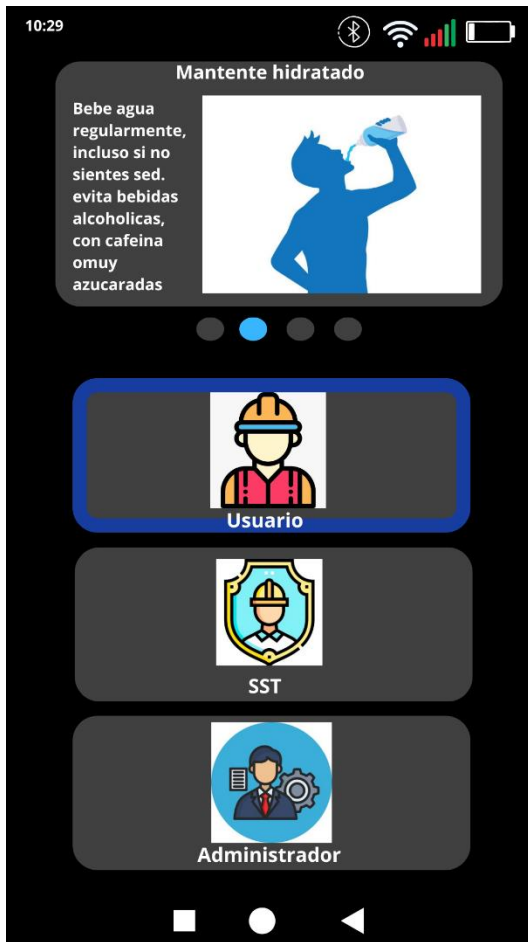 10:29
Mantente hidratado
Bebe agua
regularmente,
incluso si no
sientes sed.
evita bebidas
alcoholicas,
con cafeina
omuy
azucaradas
Usuario
SST
Administrador